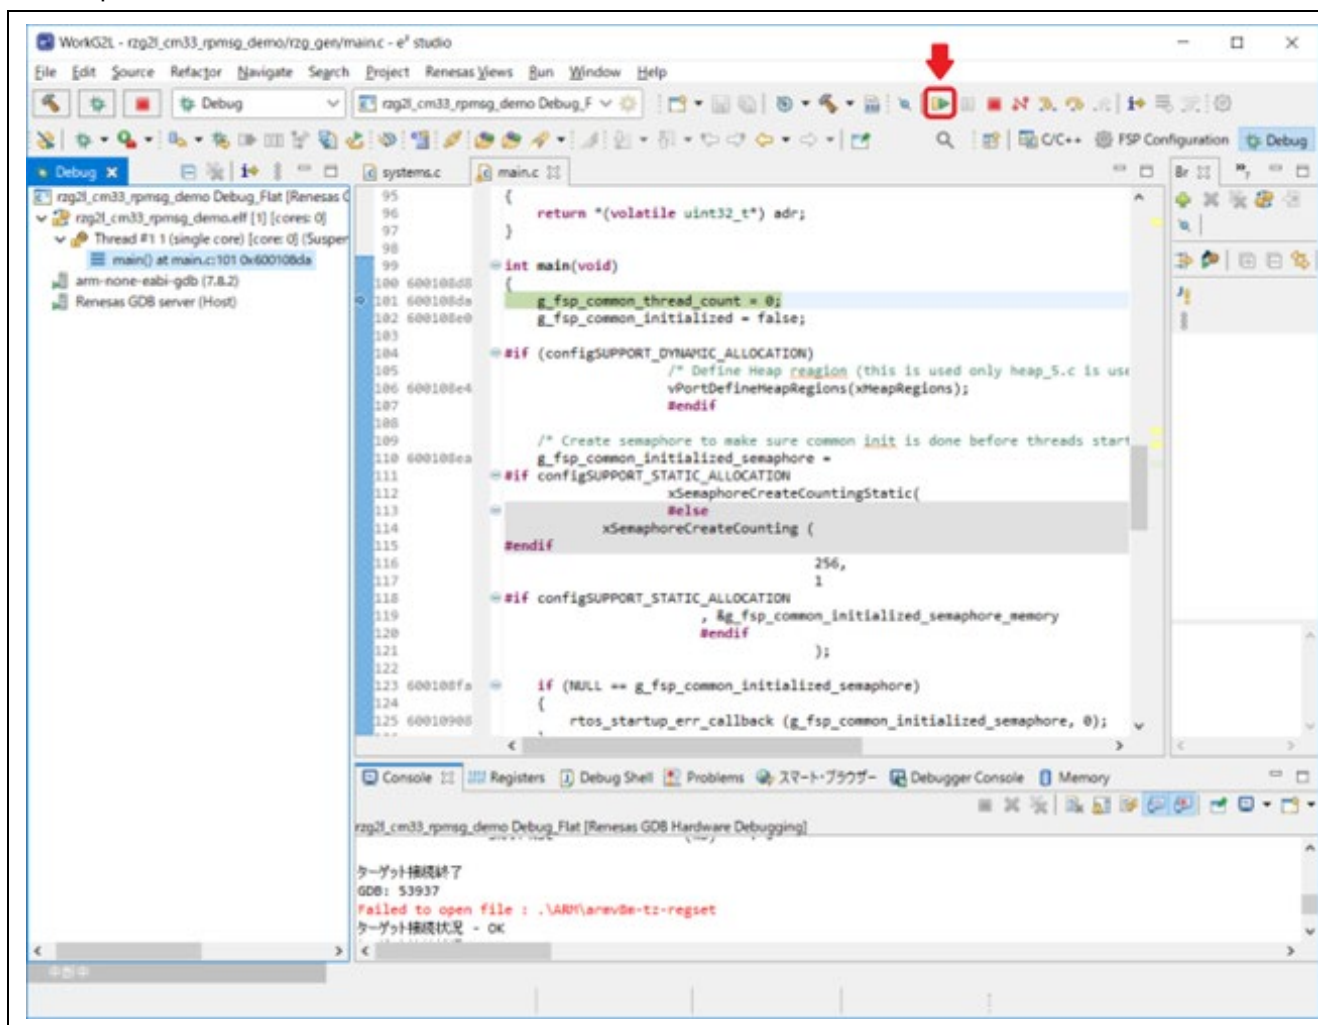 WorkG2L - rzg2l_cm33_rpmsg_demo/rzg_gen/main.c - e² studio
File Edit Source Refactor Navigate Search Project Renesas Views Run Window Help
Debug
rzg2l_cm33_rpmsg_demo Debug_F
C/C++ FSP Configuration Debug
Debug
systems.c
main.c
Br
rzg2l_cm33_rpmsg_demo Debug_Flat [Renesas G
rzg2l_cm33_rpmsg_demo.elf [1] [cores: 0]
Thread #1 1 (single core) [core: 0] (Susper
main() at main.c:101 0x600108da
arm-none-eabi-gdb (7.8.2)
Renesas GDB server (Host)
95 {
96 return *(volatile uint32_t*) adr;
97 }
98
99 int main(void)
100 600108d8 {
101 600108da g_fsp_common_thread_count = 0;
102 600108e0 g_fsp_common_initialized = false;
103
104 #if (configSUPPORT_DYNAMIC_ALLOCATION)
105 /* Define Heap reagion (this is used only heap_5.c is use
106 600108e4 vPortDefineHeapRegions(xHeapRegions);
107 #endif
108
109 /* Create semaphore to make sure common init is done before threads start
110 600108ea g_fsp_common_initialized_semaphore =
111 #if configSUPPORT_STATIC_ALLOCATION
112 xSemaphoreCreateCountingStatic(
113 #else
114 xSemaphoreCreateCounting (
115 #endif
116 256,
117 1
118 #if configSUPPORT_STATIC_ALLOCATION
119 , &g_fsp_common_initialized_semaphore_memory
120 #endif
121 );
122
123 600108fa if (NULL == g_fsp_common_initialized_semaphore)
124 {
125 60010908 rtos_startup_err_callback (g_fsp_common_initialized_semaphore, 0);
Console Registers Debug Shell Problems スマート・ブラウザー Debugger Console Memory
rzg2l_cm33_rpmsg_demo Debug_Flat [Renesas GDB Hardware Debugging]
ターゲット接続終了
GDB: 53937
Failed to open file : .\ARM\armv8m-tz-regset
ターゲット接続状況 - OK
中断中